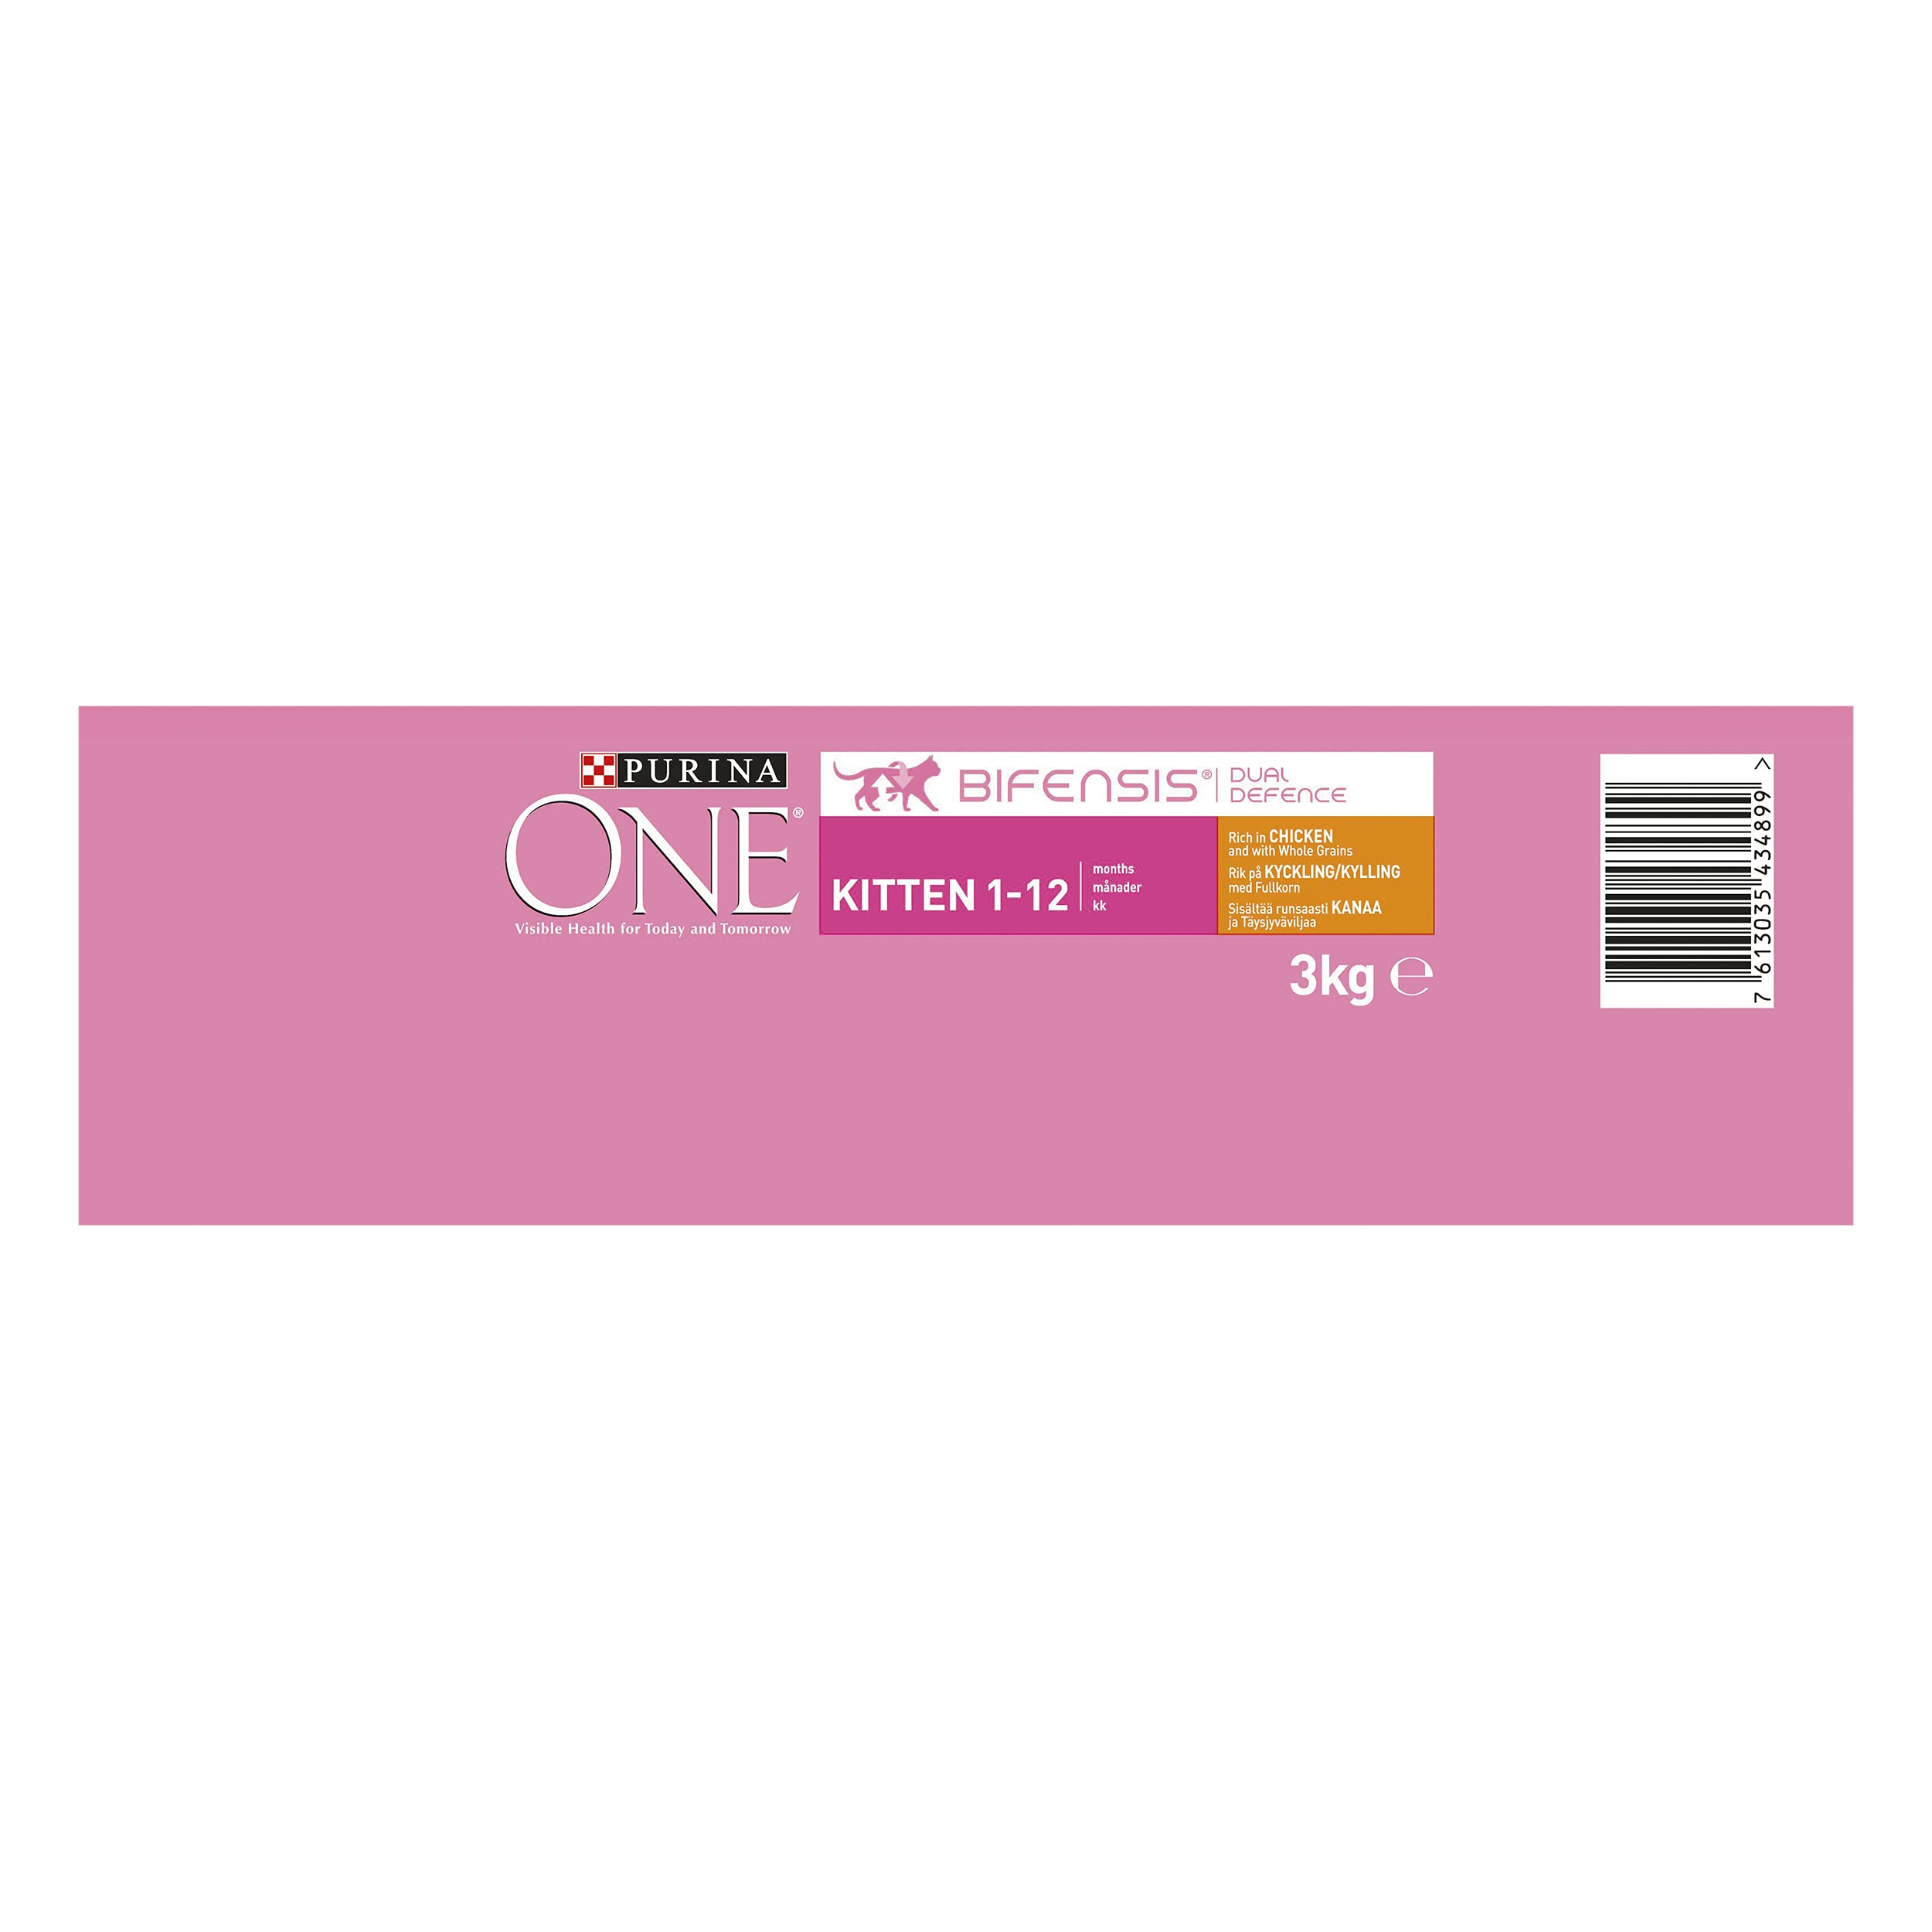 PURINA
ONE®
Visible Health for Today and Tomorrow
BIFENSIS® DUAL
DEFENCE
KITTEN 1-12
months
månader
kk
Rich in CHICKEN
and with Whole Grains
Rik på KYCKLING/KYLLING
med Fullkorn
Sisältää runsaasti KANAA
ja Täysjyväviljaa
3kg ℮
7 613035 434899 >